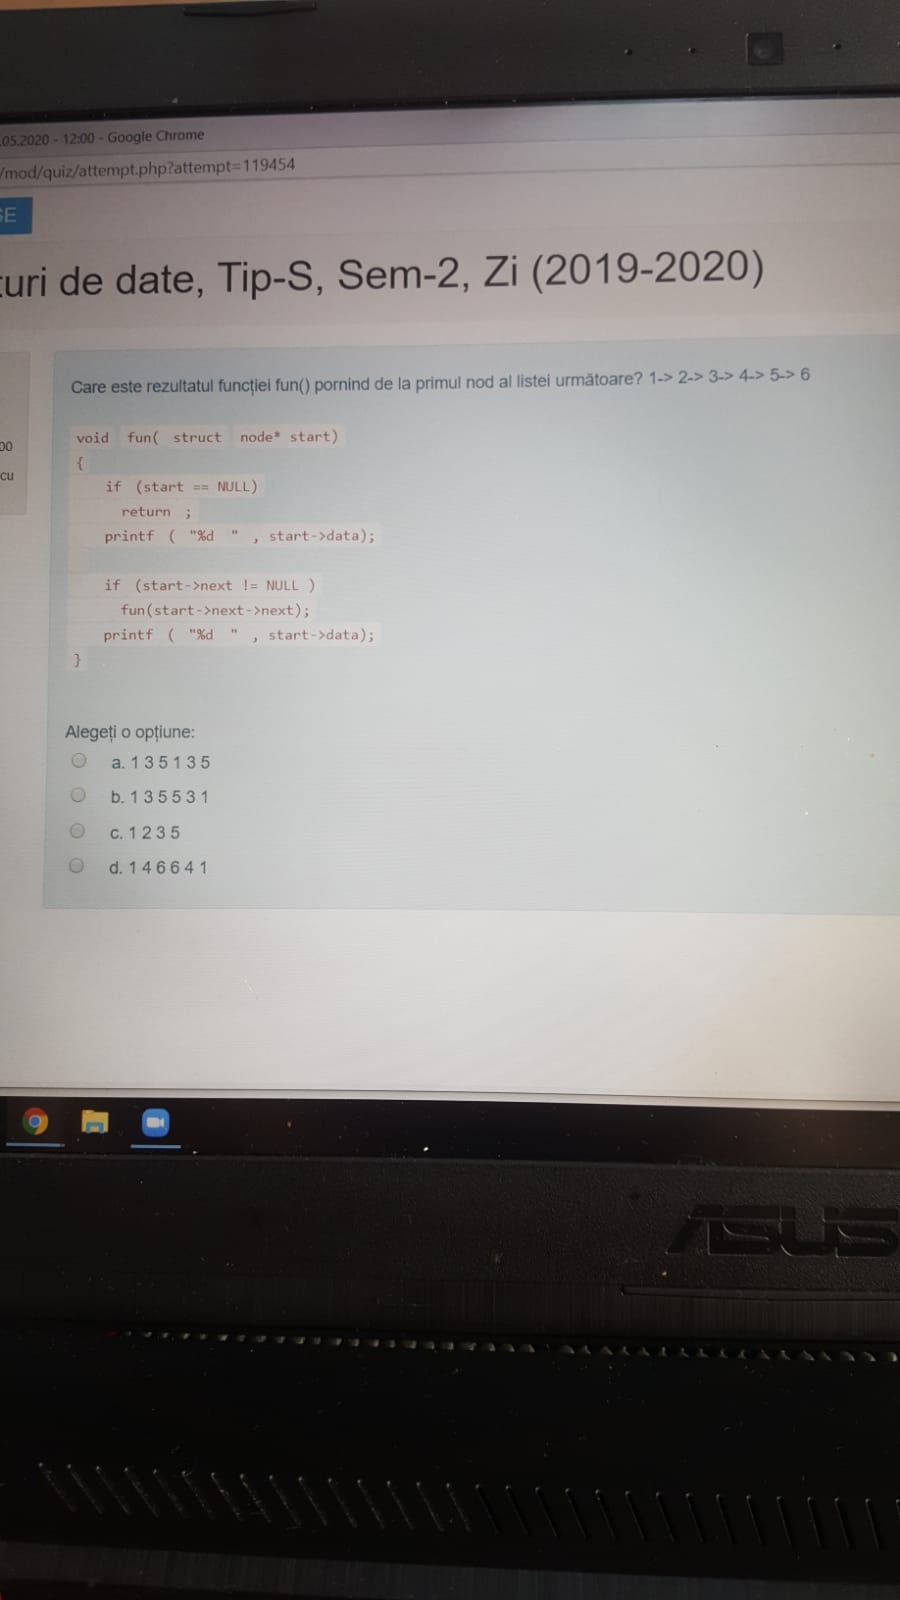 .05.2020 - 12:00 - Google Chrome
/mod/quiz/attempt.php?attempt=119454
SE
turi de date, Tip-S, Sem-2, Zi (2019-2020)
00
cu
Care este rezultatul funcției fun() pornind de la primul nod al listei următoare? 1-> 2-> 3-> 4-> 5-> 6
void fun( struct node* start)
{
if (start == NULL)
return ;
printf ( "%d " , start->data);
if (start->next != NULL )
fun(start->next->next);
printf ( "%d " , start->data);
}
Alegeți o opțiune:
a. 1 3 5 1 3 5
b. 1 3 5 5 3 1
c. 1 2 3 5
d. 1 4 6 6 4 1
ASUS